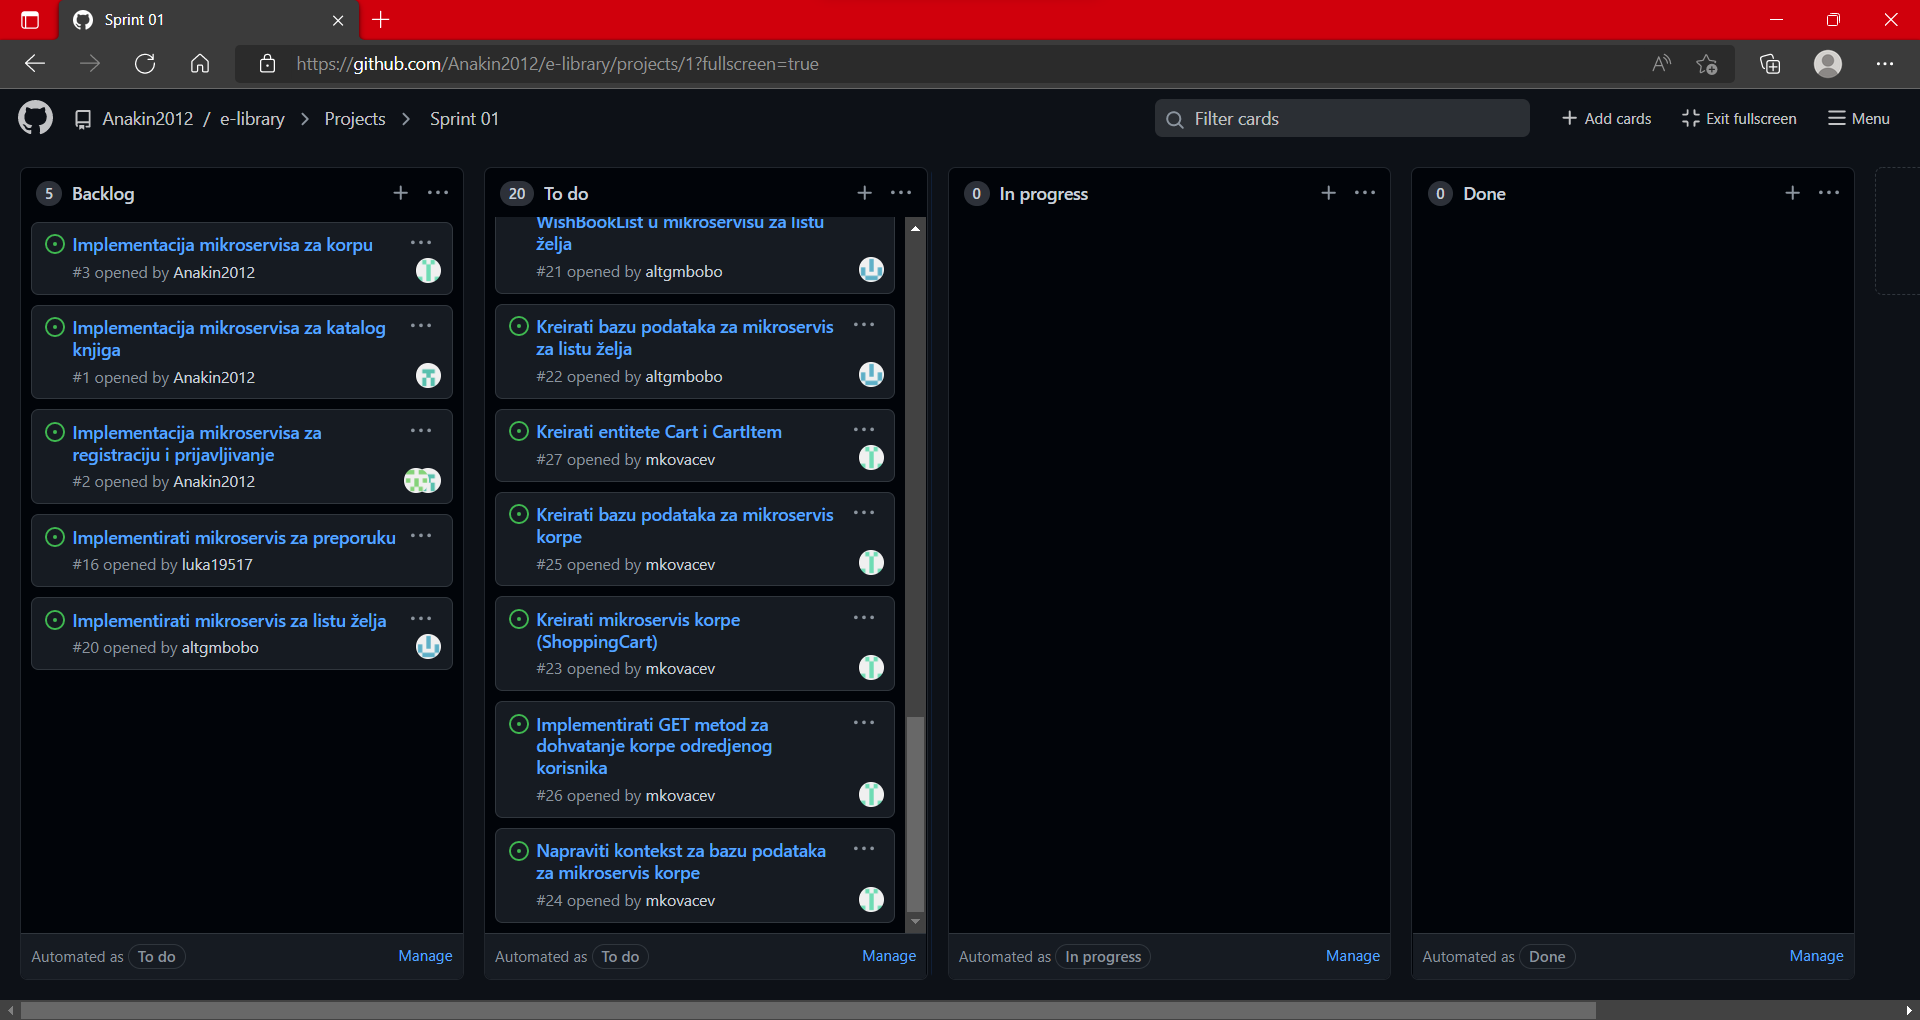 Sprint 01
https://github.com/Anakin2012/e-library/projects/1?fullscreen=true
Anakin2012 / e-library > Projects > Sprint 01
Filter cards
Add cards
Exit fullscreen
Menu
5 Backlog
Implementacija mikroservisa za korpu
#3 opened by Anakin2012
Implementacija mikroservisa za katalog
knjiga
#1 opened by Anakin2012
Implementacija mikroservisa za
registraciju i prijavljivanje
#2 opened by Anakin2012
Implementirati mikroservis za preporuku
#16 opened by luka19517
Implementirati mikroservis za listu želja
#20 opened by altgmbobo
Automated as To do
Manage
20 To do
WishBookList u mikroservisu za listu
želja
#21 opened by altgmbobo
Kreirati bazu podataka za mikroservis
za listu želja
#22 opened by altgmbobo
Kreirati entitete Cart i CartItem
#27 opened by mkovacev
Kreirati bazu podataka za mikroservis
korpe
#25 opened by mkovacev
Kreirati mikroservis korpe
(ShoppingCart)
#23 opened by mkovacev
Implementirati GET metod za
dohvatanje korpe odredjenog
korisnika
#26 opened by mkovacev
Napraviti kontekst za bazu podataka
za mikroservis korpe
#24 opened by mkovacev
Automated as To do
Manage
0 In progress
Automated as In progress
Manage
0 Done
Automated as Done
Manage